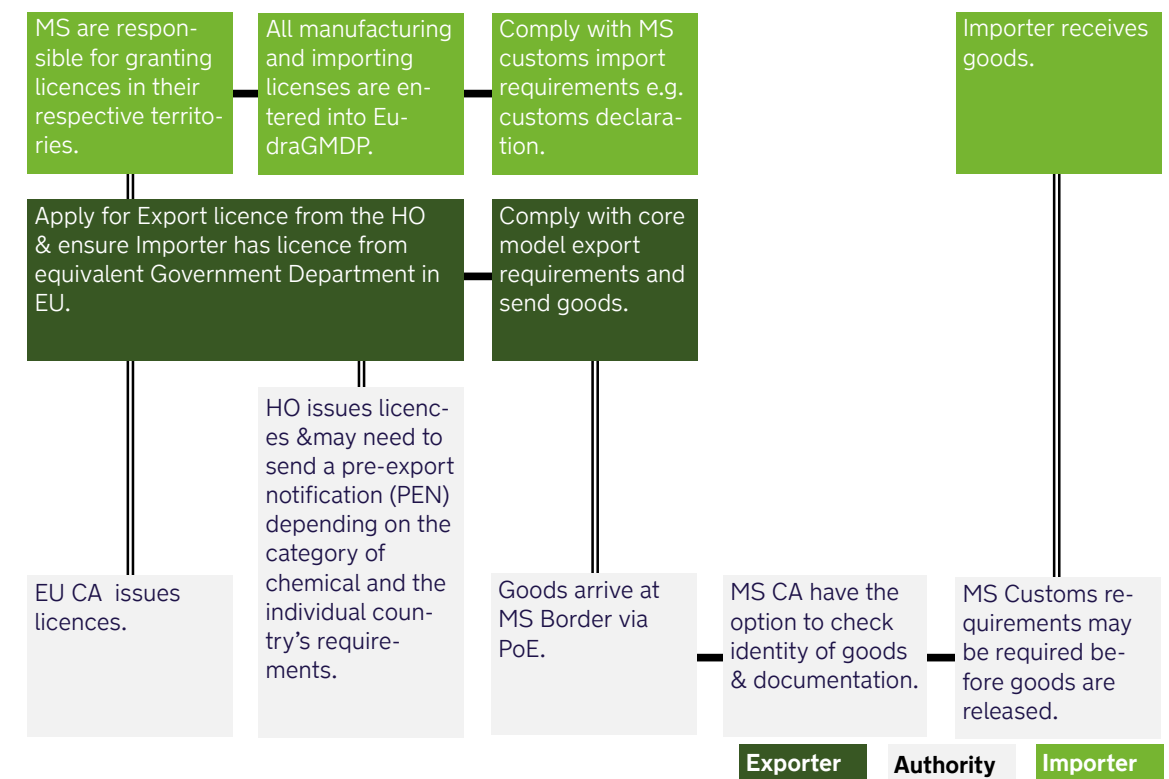 MS are respon-
sible for granting
licences in their
respective territo-
ries.
All manufacturing
and importing
licenses are en-
tered into Eu-
draGMDP.
Comply with MS
customs import
requirements e.g.
customs declara-
tion.
Importer receives
goods.
Apply for Export licence from the HO
& ensure Importer has licence from
equivalent Government Department in
EU.
Comply with core
model export
requirements and
send goods.
HO issues licenc-
es &may need to
send a pre-export
notification (PEN)
depending on the
category of
chemical and the
individual coun-
try’s require-
ments.
EU CA  issues
licences.
Goods arrive at
MS Border via
PoE.
MS CA have the
option to check
identity of goods
& documentation.
MS Customs re-
quirements may
be required be-
fore goods are
released.
Exporter
Authority
Importer